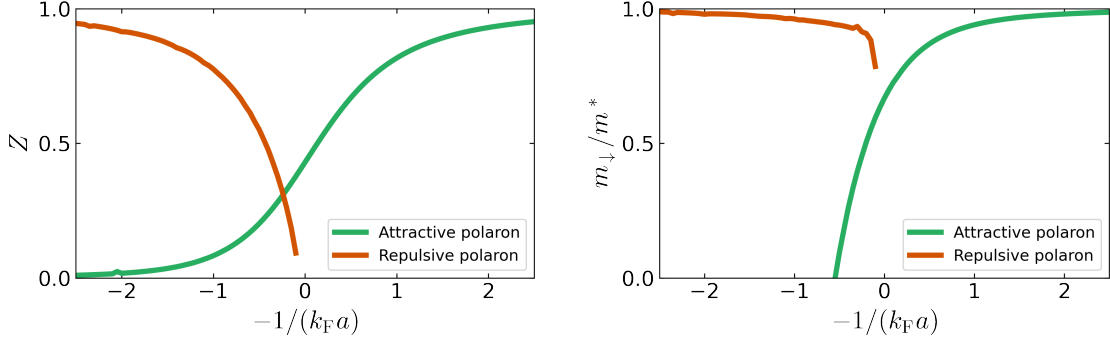 1.0
0.5
1.0
Z
−2
−1
0
1
2
−1/(k_F a)
Attractive polaron
Repulsive polaron
1.0
0.5
0.0
m_↓/m*
−2
−1
0
1
2
−1/(k_F a)
Attractive polaron
Repulsive polaron